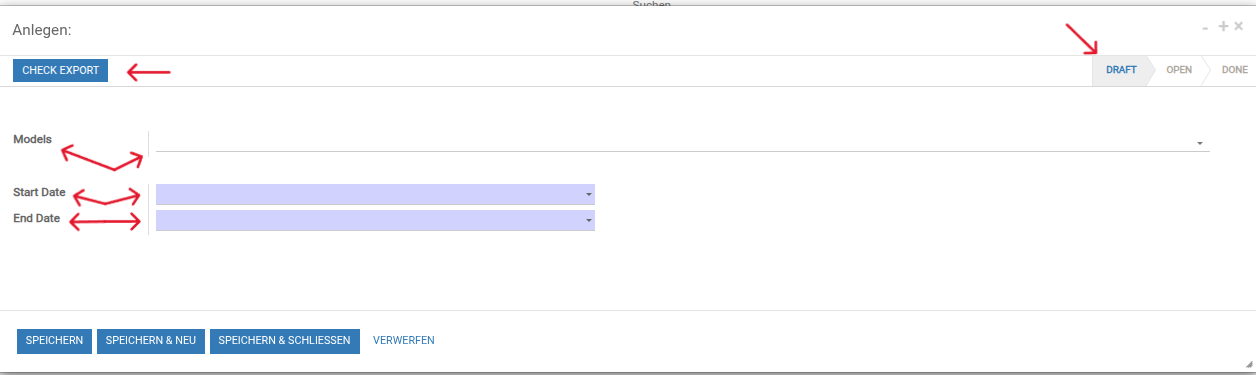 Suchen
Anlegen:
CHECK EXPORT
DRAFT OPEN DONE
Models
Start Date
End Date
SPEICHERN SPEICHERN & NEU SPEICHERN & SCHLIESSEN VERWERFEN